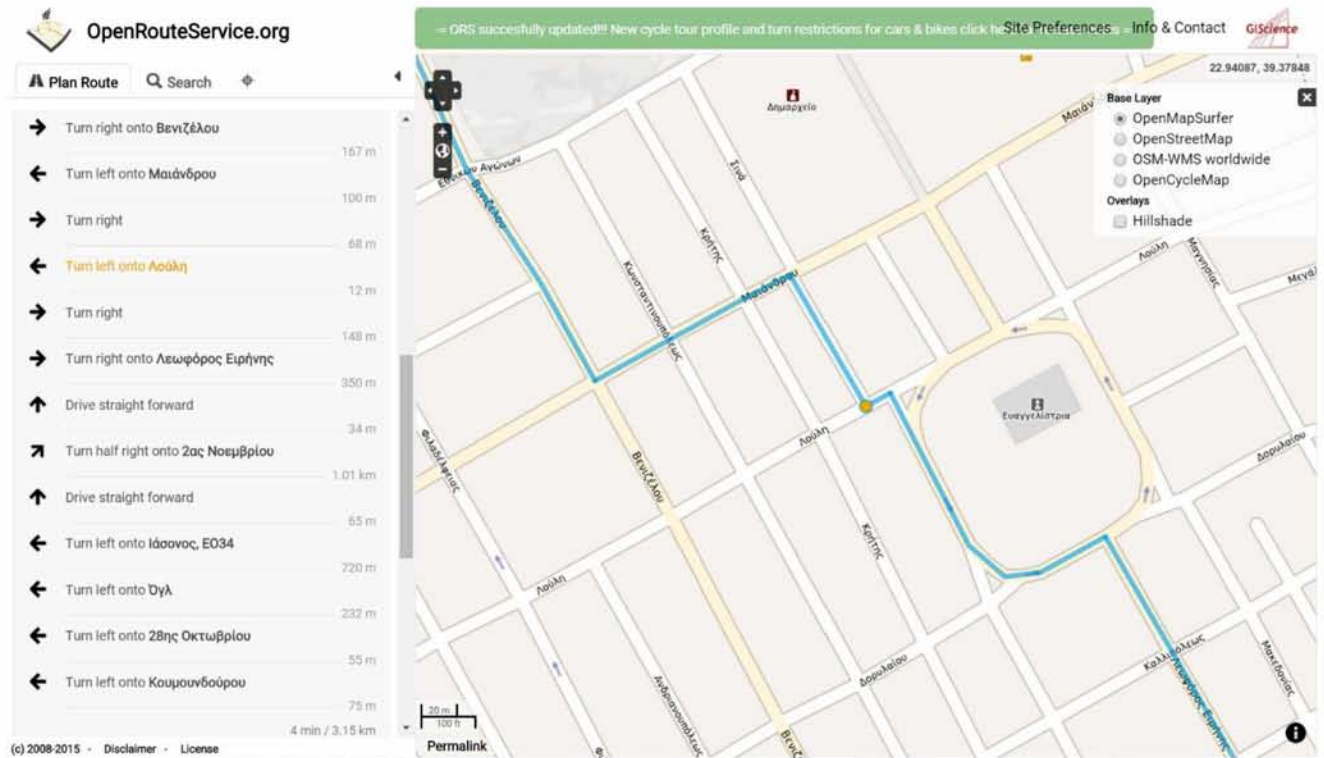 OpenRouteService.org
Plan Route
Search
Turn right onto Βενιζέλου
167 m
Turn left onto Μαιάνδρου
100 m
Turn right
68 m
Turn left onto Λούλη
12 m
Turn right
148 m
Turn right onto Λεωφόρος Ειρήνης
350 m
Drive straight forward
34 m
Turn half right onto 2ας Νοεμβρίου
1.01 km
Drive straight forward
65 m
Turn left onto Ιάσονος, ΕΟ34
720 m
Turn left onto Όγλ
232 m
Turn left onto 28ης Οκτωβρίου
55 m
Turn left onto Κουμουνδούρου
75 m
4 min / 3.15 km
(c) 2008-2015 - Disclaimer - License
= ORS succesfully updated!!! New cycle tour profile and turn restrictions for cars & bikes click
Site Preferences
Info & Contact
GIScience
22.94087, 39.37848
Base Layer
OpenMapSurfer
OpenStreetMap
OSM-WMS worldwide
OpenCycleMap
Overlays
Hillshade
Δημαρχείο
Εθνικών Αγώνων
Βενιζέλου
Σινά
Κρήτης
Κωνσταντινουπόλεως
Μαιάνδρου
Λούλη
Μαγνησίας
Ευαγγελίστρια
Φιλαδέλφειας
Λούλη
Βενιζέλου
Κρήτης
Δορυλαίου
Λούλη
Δορυλαίου
Καλλιπόλεως
Μακεδονίας
Λεωφόρος Ειρήνης
Ανδριανουπόλεως
20 m
100 ft
Permalink